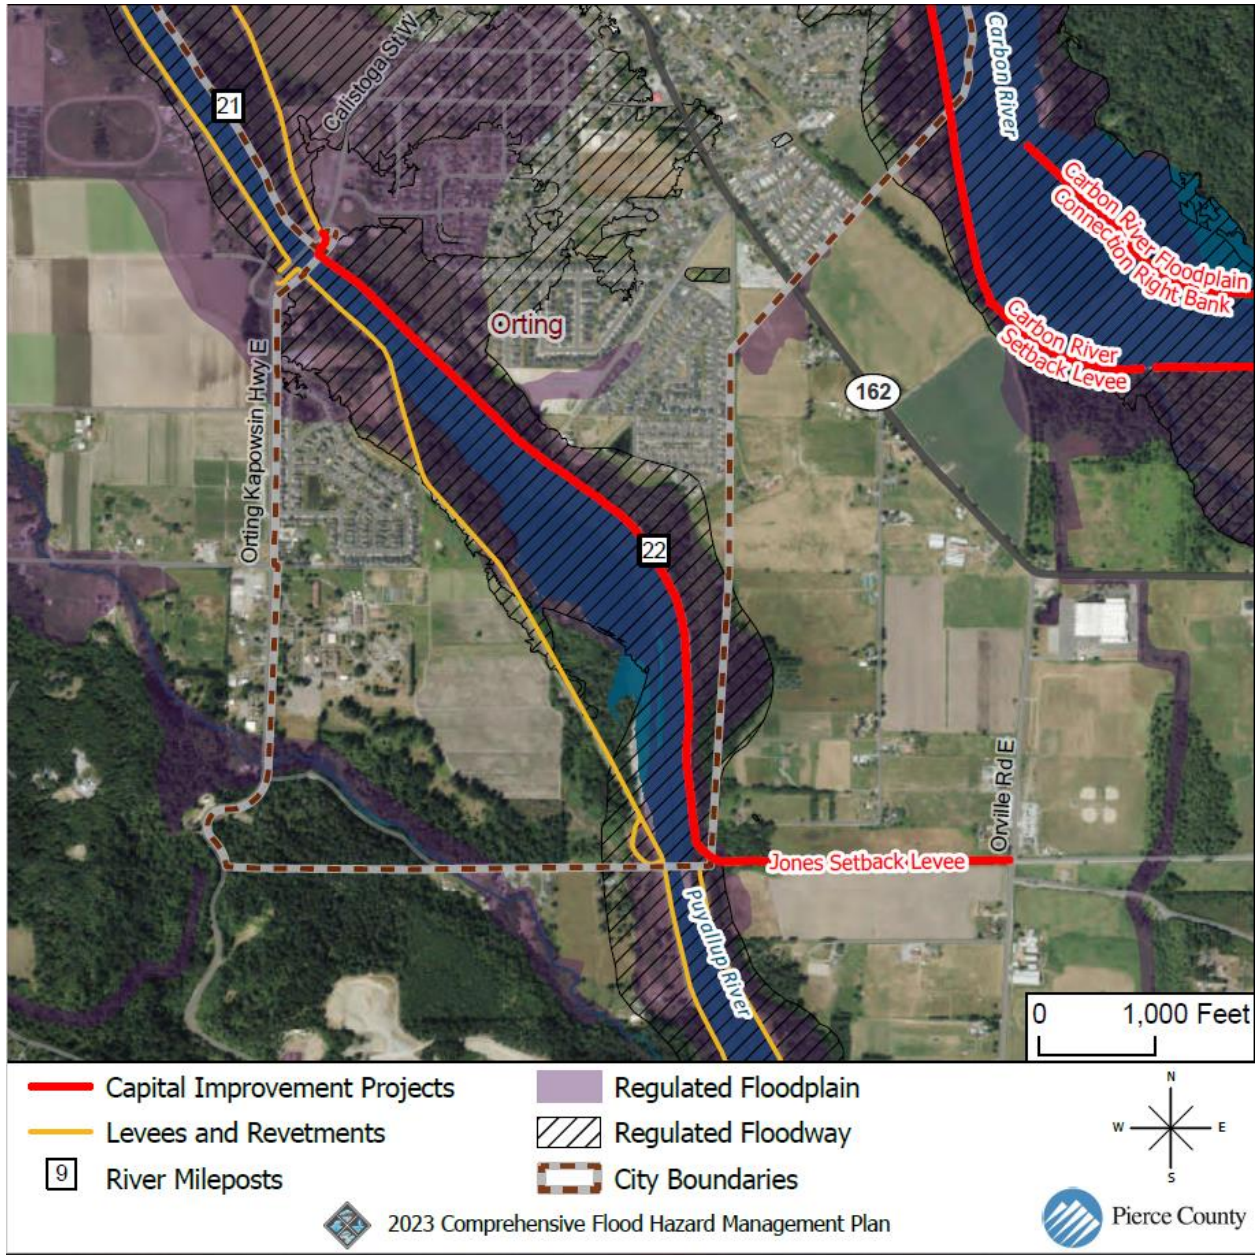 21
Calistoga St W
Carbon River
Carbon River Floodplain
Connection Right Bank
Orting
Carbon River
Setback Levee
162
Orting Kapowsin Hwy E
22
Orville Rd E
Jones Setback Levee
Puyallup River
0 1,000 Feet
Capital Improvement Projects
Levees and Revetments
9 River Mileposts
Regulated Floodplain
Regulated Floodway
City Boundaries
N
W E
S
2023 Comprehensive Flood Hazard Management Plan
Pierce County